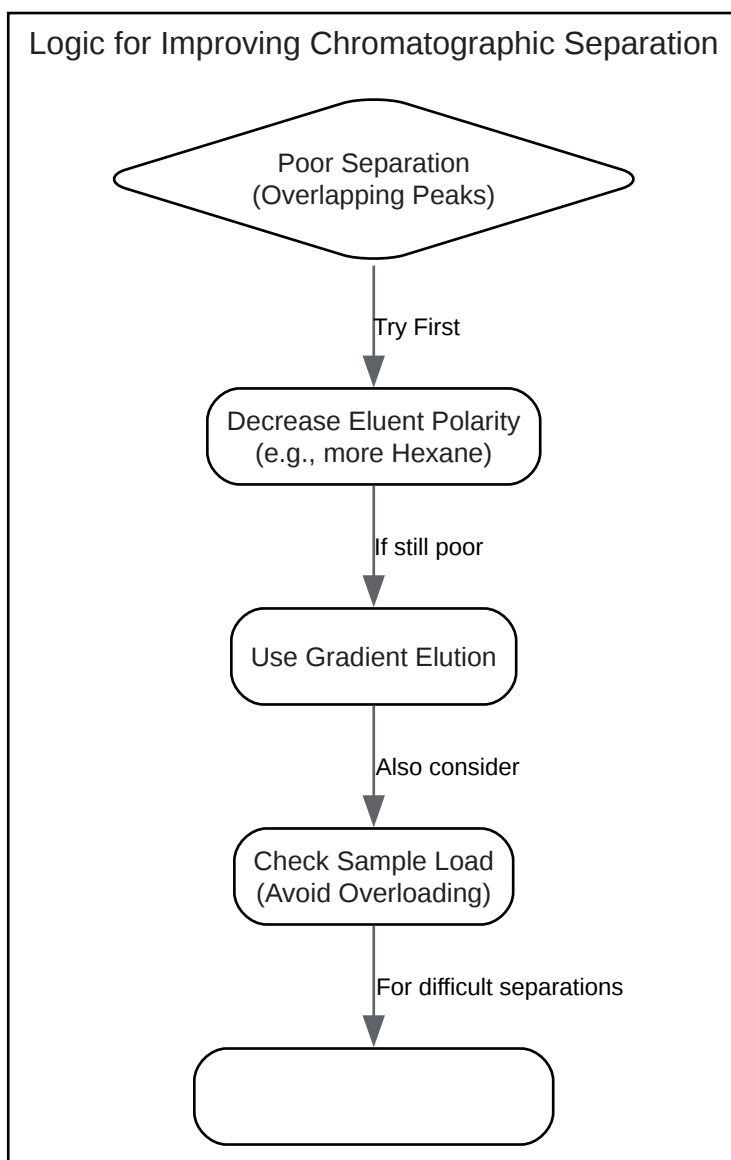 Logic for Improving Chromatographic Separation
Poor Separation
(Overlapping Peaks)
Try First
Decrease Eluent Polarity
(e.g., more Hexane)
If still poor
Use Gradient Elution
Also consider
Check Sample Load
(Avoid Overloading)
For difficult separations